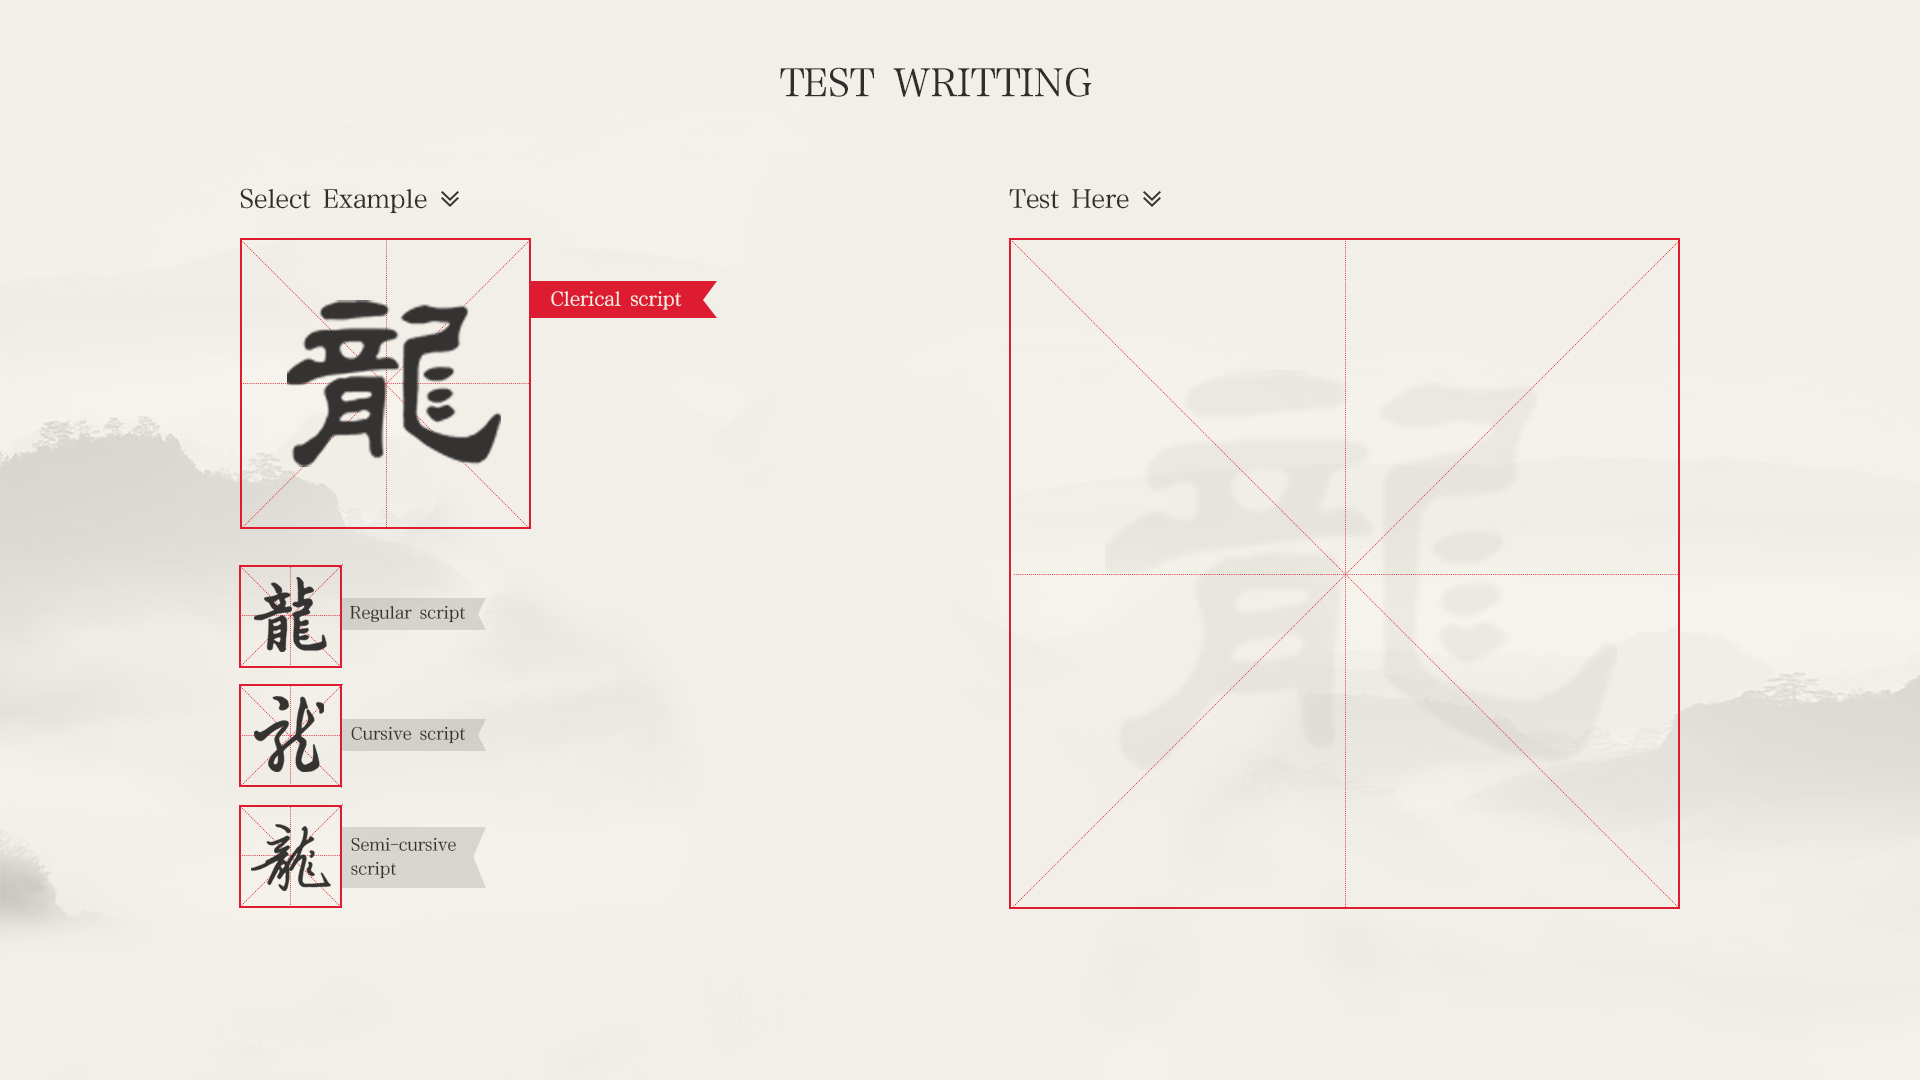 TEST WRITTING
Select Example
龍
Clerical script
龍
Regular script
龙
Cursive script
龍
Semi-cursive
script
Test Here
龍